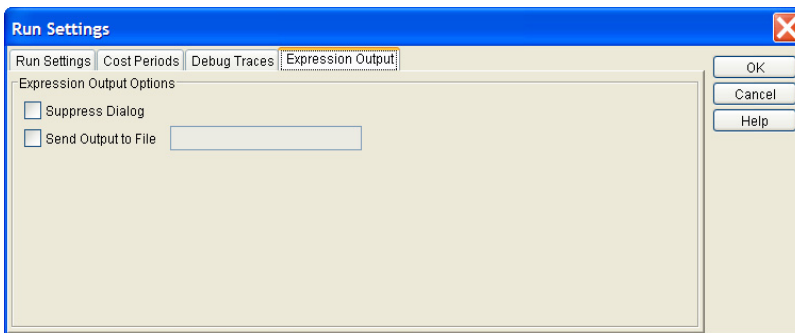 Run Settings
Run Settings Cost Periods Debug Traces Expression Output
Expression Output Options
Suppress Dialog
Send Output to File
OK
Cancel
Help